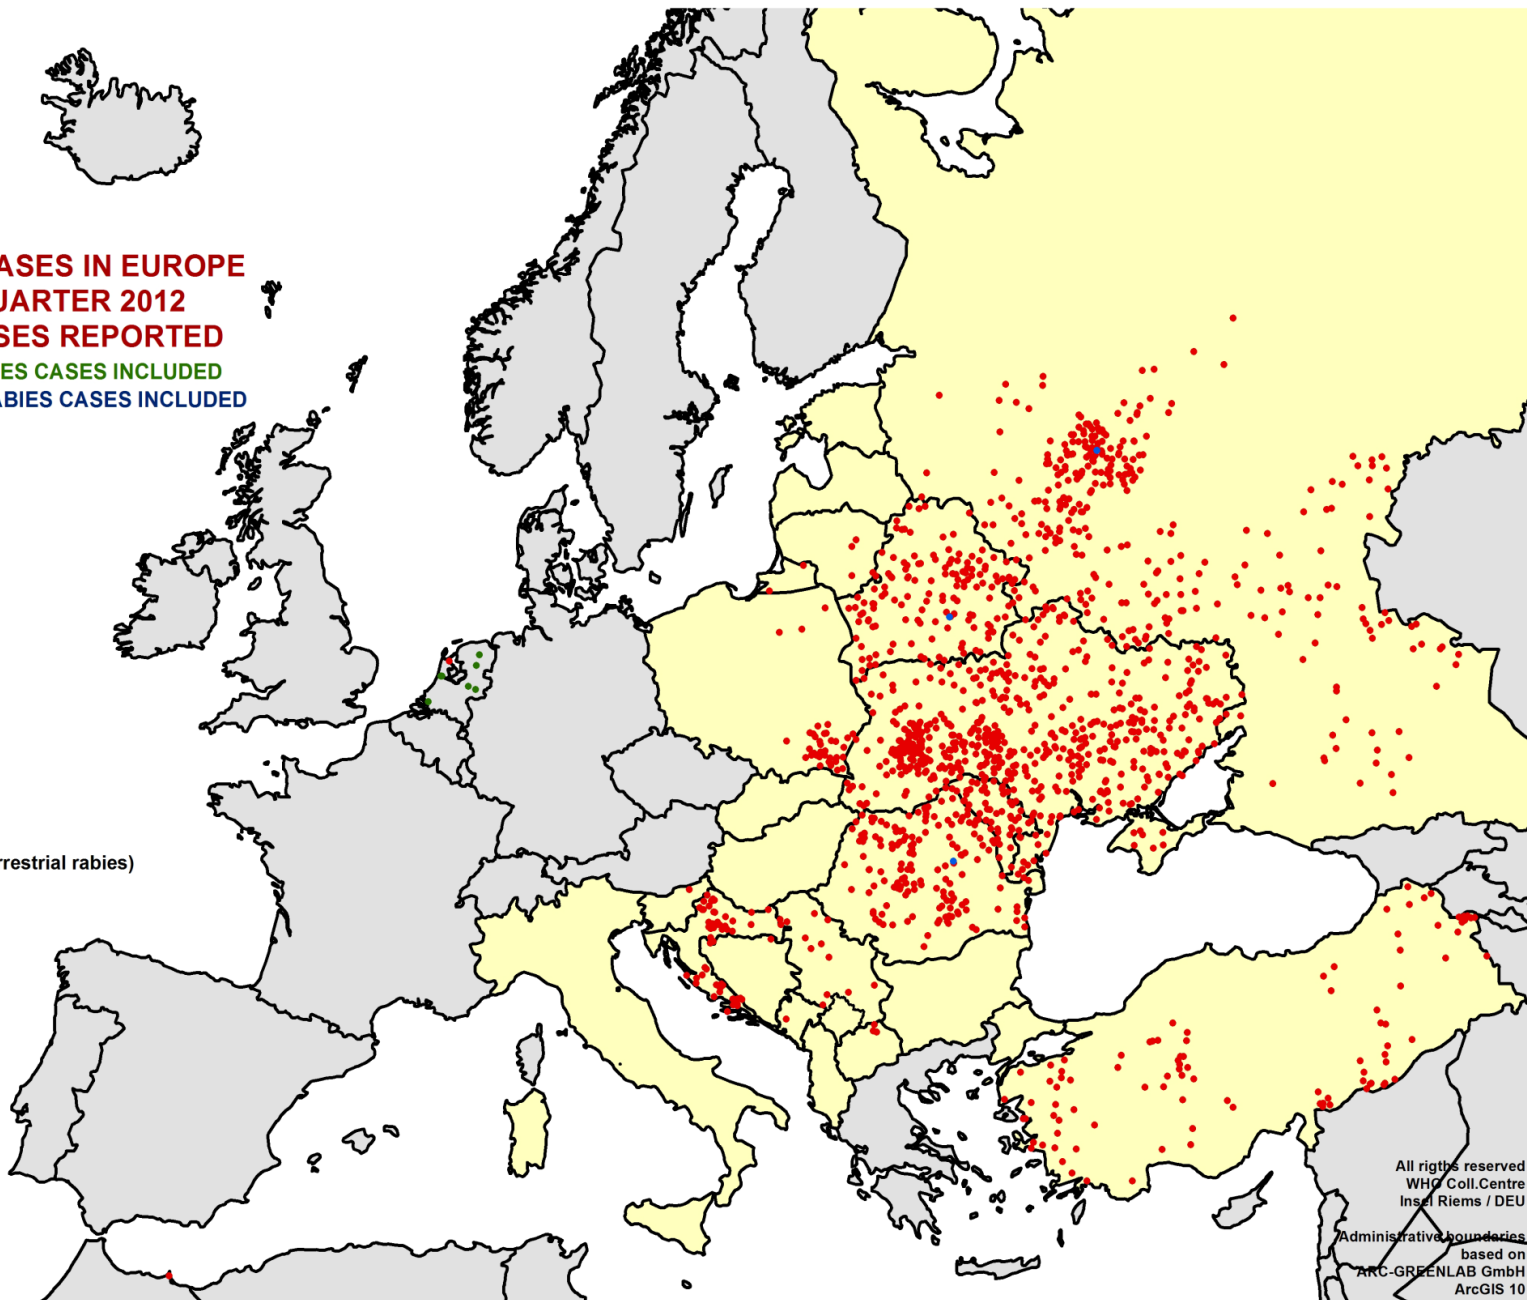 ASES IN EUROPE
UARTER 2012
SES REPORTED
ES CASES INCLUDED
ABIES CASES INCLUDED
rrestrial rabies)
All rigths reserved
WHO Coll.Centre
Insel Riems / DEU
Administrative boundaries
based on
ARC-GREENLAB GmbH
ArcGIS 10